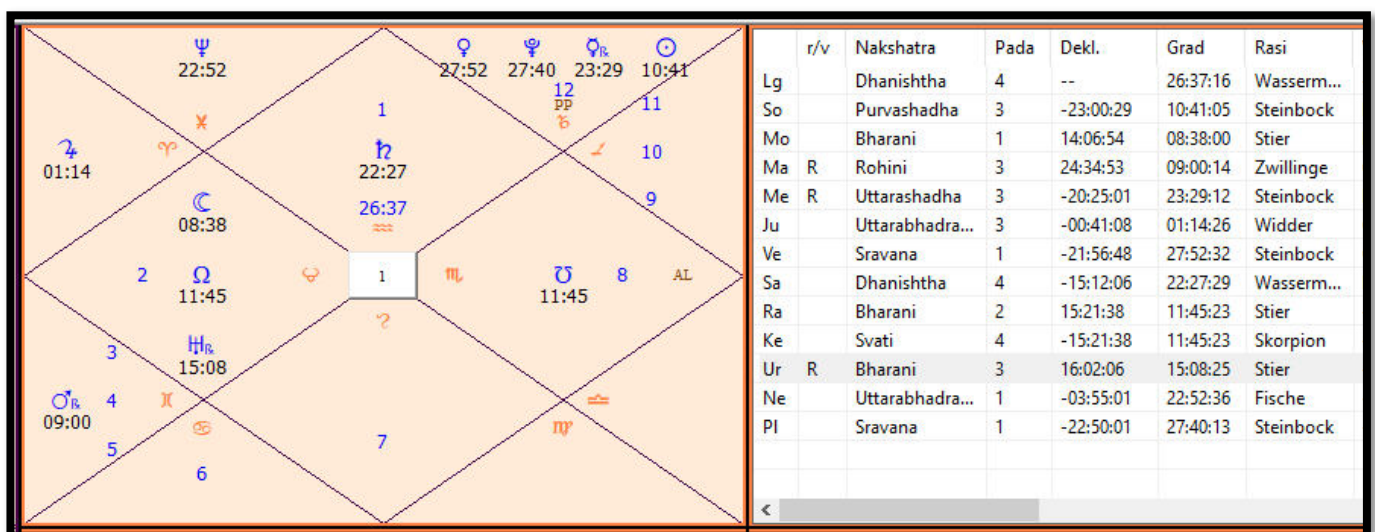 ♆
22:52
♀ ♇ ☿℞ ☉
27:52 27:40 23:29 10:41
12
PP
♑
11
1
♓
♈
♃
01:14
♄
22:27
♐
10
☾
08:38
26:37
♒
9
2 ☊
11:45
♉
1
♏
☋ 8 AL
11:45
♌
3
♅℞
15:08
♂℞ 4 ♊
09:00
♋
♎
♍
5
7
6
r/v Nakshatra Pada Dekl. Grad Rasi
Lg Dhanishtha 4 -- 26:37:16 Wasserm...
So Purvashadha 3 -23:00:29 10:41:05 Steinbock
Mo Bharani 1 14:06:54 08:38:00 Stier
Ma R Rohini 3 24:34:53 09:00:14 Zwillinge
Me R Uttarashadha 3 -20:25:01 23:29:12 Steinbock
Ju Uttarabhadra... 3 -00:41:08 01:14:26 Widder
Ve Sravana 1 -21:56:48 27:52:32 Steinbock
Sa Dhanishtha 4 -15:12:06 22:27:29 Wasserm...
Ra Bharani 2 15:21:38 11:45:23 Stier
Ke Svati 4 -15:21:38 11:45:23 Skorpion
Ur R Bharani 3 16:02:06 15:08:25 Stier
Ne Uttarabhadra... 1 -03:55:01 22:52:36 Fische
Pl Sravana 1 -22:50:01 27:40:13 Steinbock